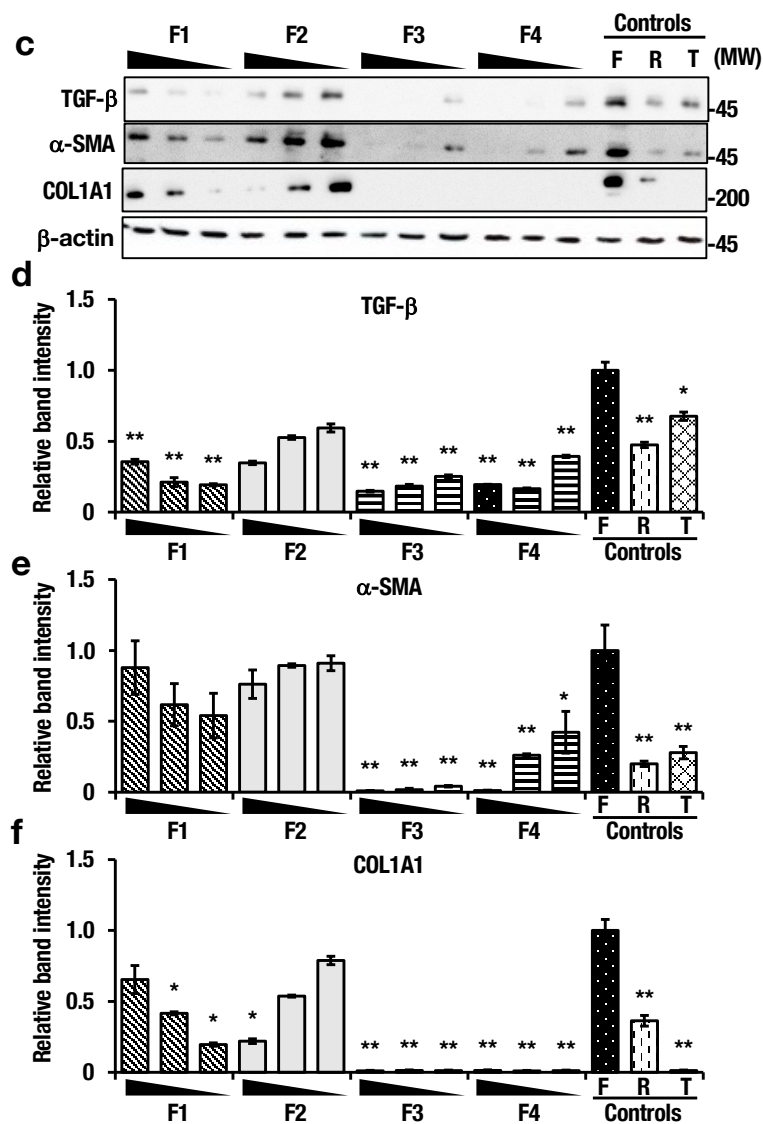 c
F1 F2 F3 F4 Controls
F R T (MW)
TGF-β -45
α-SMA -45
COL1A1 -200
β-actin -45
d
TGF-β
Relative band intensity
1.5
1.0
0.5
0
** ** ** ** ** ** ** ** ** ** *
F R T
F1 F2 F3 F4 Controls
e
α-SMA
Relative band intensity
1.5
1.0
0.5
0
** ** ** ** ** * ** **
F R T
F1 F2 F3 F4 Controls
f
COL1A1
Relative band intensity
1.5
1.0
0.5
0
* * * ** ** ** ** ** ** ** **
F R T
F1 F2 F3 F4 Controls